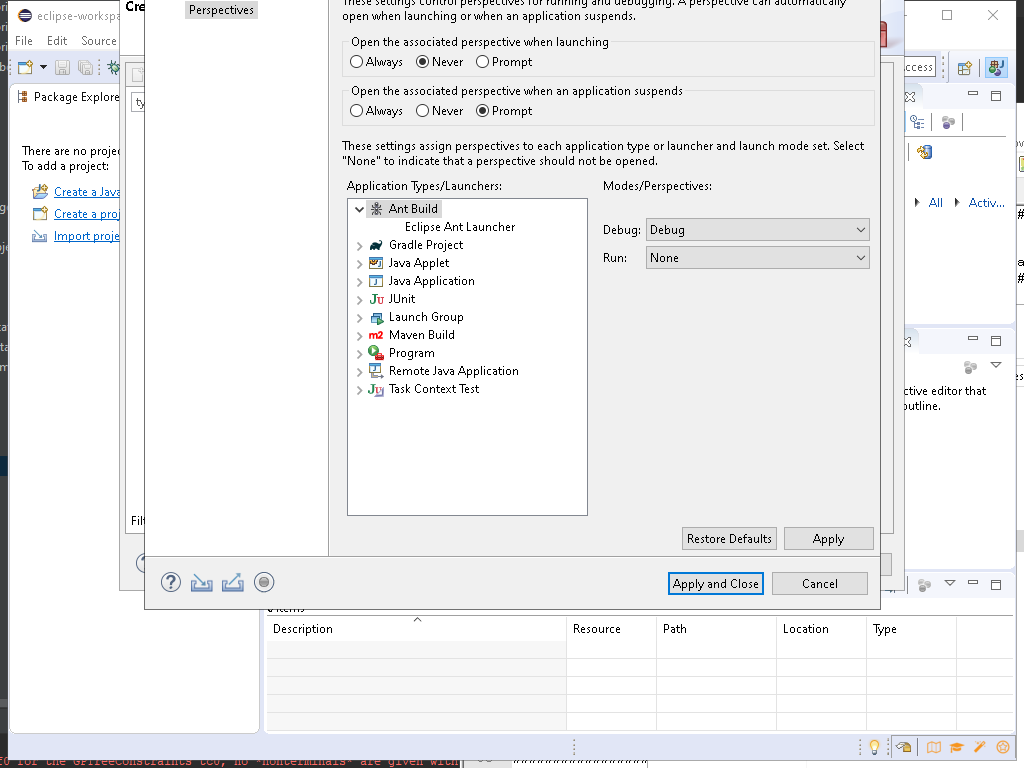 eclipse-workspa
Cre
Perspectives
These settings control perspectives for running and debugging. A perspective can automatically
open when launching or when an application suspends.
File Edit Source
Open the associated perspective when launching
Always Never Prompt
ccess
Open the associated perspective when an application suspends
Package Explore
ty
Always Never Prompt
These settings assign perspectives to each application type or launcher and launch mode set. Select
"None" to indicate that a perspective should not be opened.
There are no projec
To add a project:
Create a Java
Create a proj
Import proje
Application Types/Launchers:
Modes/Perspectives:
Ant Build
Eclipse Ant Launcher
Gradle Project
Java Applet
Java Application
JUnit
Launch Group
Maven Build
Program
Remote Java Application
Task Context Test
Debug: Debug
Run: None
All Activ...
ctive editor that
outline.
Filt
Restore Defaults Apply
Apply and Close Cancel
Description Resource Path Location Type